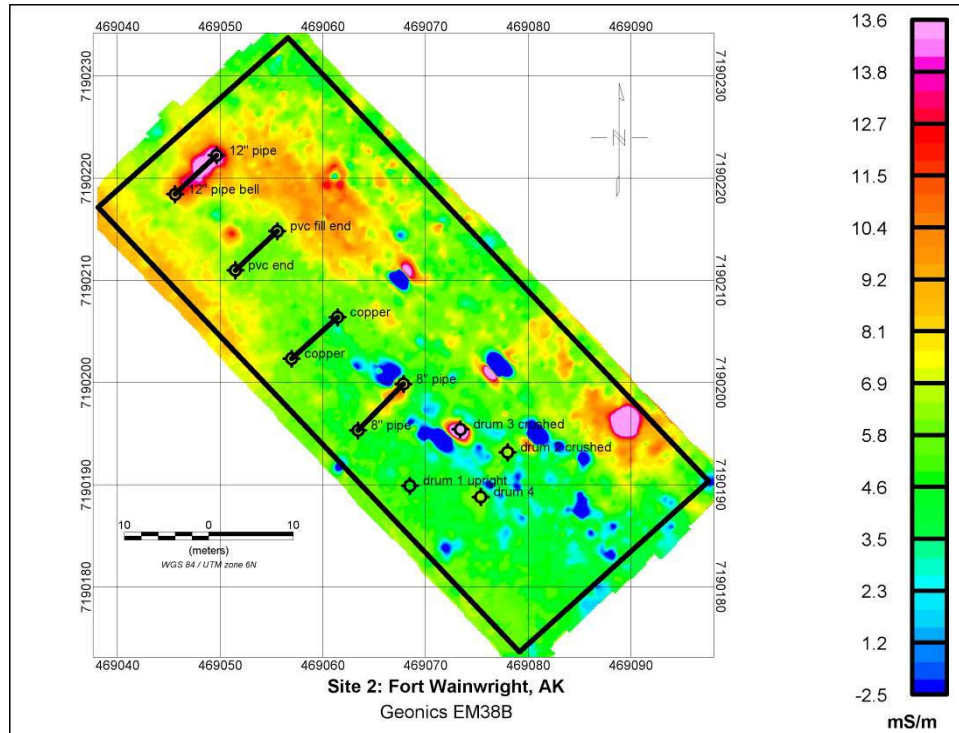 469040 469050 469060 469070 469080 469090
13.6
7190230 7190230
13.8
12.7
12" pipe
7190220 7190220
N
12" pipe bell
11.5
pvc fill end
10.4
pvc end
7190210 7190210
9.2
copper
8.1
copper
7190200 7190200
8" pipe
6.9
8" pipe
drum 3 crushed
5.8
drum 2 crushed
7190190 7190190
drum 1 upright
drum 4
4.6
10 0 10
3.5
(meters)
WGS 84 / UTM zone 6N
7190180 7190180
2.3
1.2
469040 469050 469060 469070 469080 469090
Site 2: Fort Wainwright, AK
-2.5
Geonics EM38B
mS/m